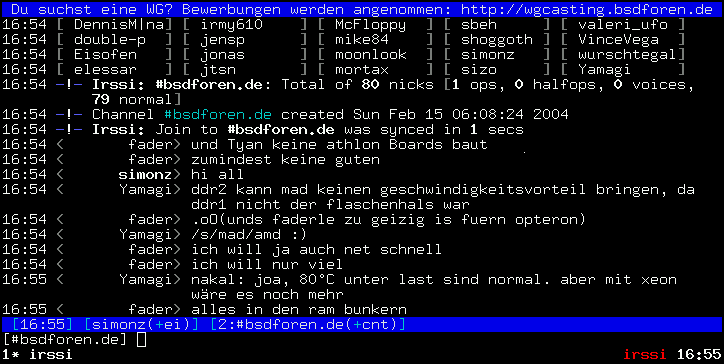 Du suchst eine WG? Bewerbungen werden angenommen: http://wgcasting.bsdforen.de
16:54 [ DennisM|na] [ irmy610    ] [ McFloppy   ] [ sbeh       ] [ valeri_ufo ]
16:54 [ double-p   ] [ jensp      ] [ mike84     ] [ shoggoth   ] [ VinceVega  ]
16:54 [ Eisofen    ] [ jonas      ] [ moonlook   ] [ simonz     ] [ wurschtegal]
16:54 [ elessar    ] [ jtsn       ] [ mortax     ] [ sizo       ] [ Yamagi     ]
16:54 -!- Irssi: #bsdforen.de: Total of 80 nicks [1 ops, 0 halfops, 0 voices,
79 normal]
16:54 -!- Channel #bsdforen.de created Sun Feb 15 06:08:24 2004
16:54 -!- Irssi: Join to #bsdforen.de was synced in 1 secs
16:54 < fader> und Tyan keine athlon Boards baut
16:54 < fader> zumindest keine guten
16:54 < simonz> hi all
16:54 < Yamagi> ddr2 kann mad keinen geschwindigkeitsvorteil bringen, da
ddr1 nicht der flaschenhals war
16:54 < fader> .oO(unds faderle zu geizig is fuern opteron)
16:54 < Yamagi> /s/mad/amd :)
16:54 < fader> ich will ja auch net schnell
16:54 < fader> ich will nur viel
16:55 < Yamagi> nakal: joa, 80°C unter last sind normal. aber mit xeon
wäre es noch mehr
16:55 < fader> alles in den ram bunkern
[16:55] [simonz(+ei)] [2:#bsdforen.de(+cnt)]
[#bsdforen.de]
1* irssi irssi 16:55